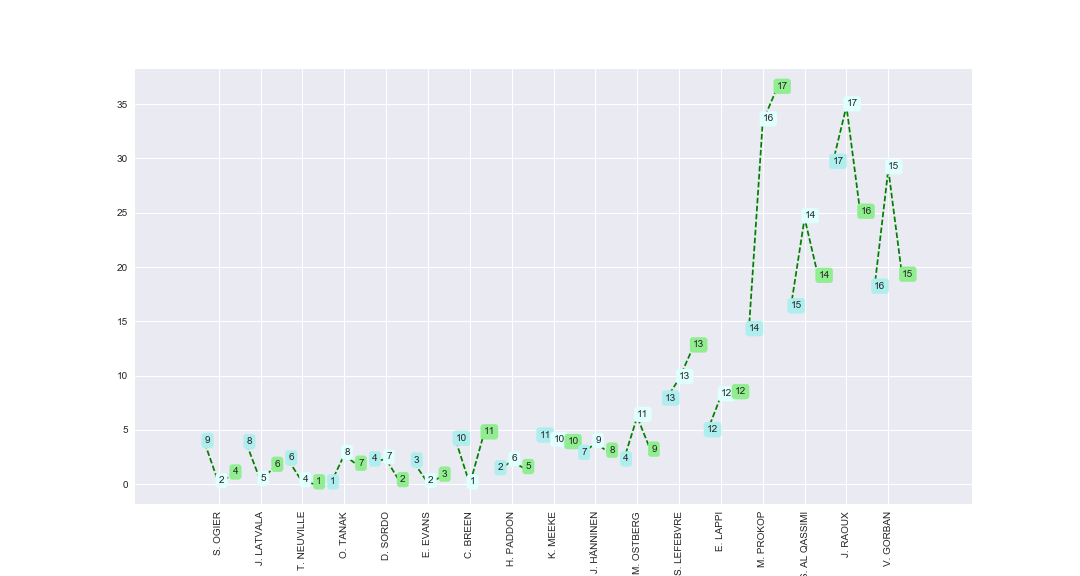 35
30
25
20
15
10
5
0
9 2 4
8 5 6
6 4 1
1 8 7
4 7 2
3 2 3
10 1 11
2 6 5
11 10 10
7 9 8
4 11 9
13 13 13
12 12 12
14 16 17
15 14 14
17 17 16
16 15 15
S. OGIER
J. LATVALA
T. NEUVILLE
O. TANAK
D. SORDO
E. EVANS
C. BREEN
H. PADDON
K. MEEKE
J. HANNINEN
M. OSTBERG
S. LEFEBVRE
E. LAPPI
M. PROKOP
S. AL QASSIMI
J. RAOUX
V. GORBAN